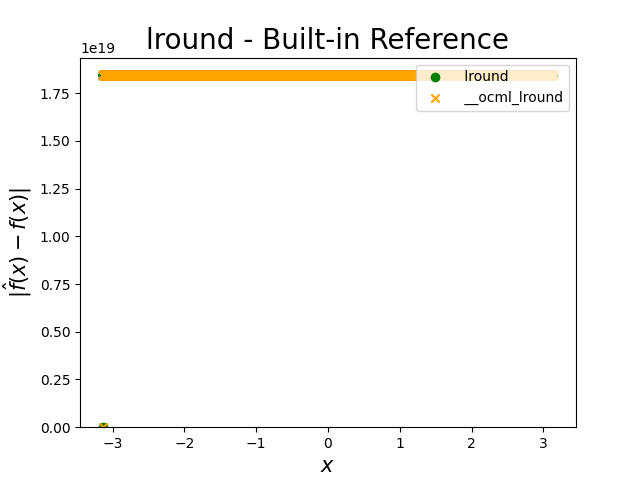 lround - Built-in Reference
1e19
lround
__ocml_lround
1.75
1.50
1.25
1.00
0.75
0.50
0.25
0.00
|f̂(x) − f(x)|
−3
−2
−1
0
1
2
3
x